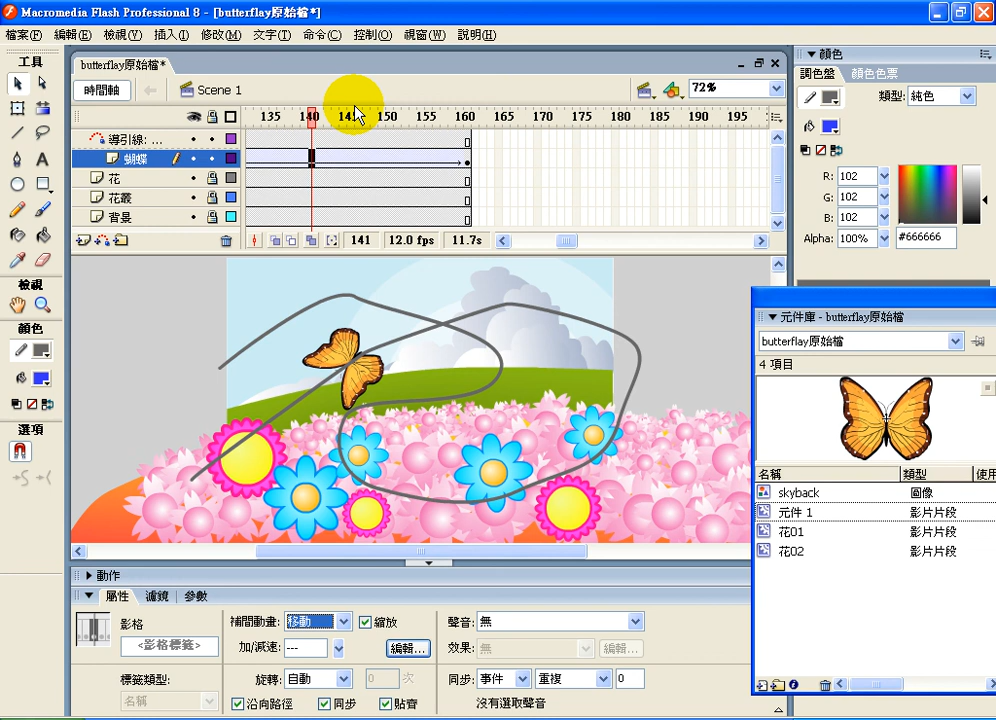 Macromedia Flash Professional 8 - [butterflay原始檔*]
檔案(F) 編輯(E) 檢視(V) 插入(I) 修改(M) 文字(T) 命令(C) 控制(O) 視窗(W) 說明(H)
工具
檢視
顏色
選項
butterflay原始檔*
時間軸 Scene 1 72%
135 140 145 150 155 160 165 170 175 180 185 190 195
導引線: ...
蝴蝶
花
花叢
背景
141 12.0 fps 11.7s
顏色
調色盤 顏色色票
類型: 純色
R: 102
G: 102
B: 102
Alpha: 100% #666666
元件庫 - butterflay原始檔
butterflay原始檔
4 項目
名稱 類型 使用
skyback 圖像
元件 1 影片片段
花01 影片片段
花02 影片片段
動作
屬性 濾鏡 參數
影格
<影格標籤>
標籤類型:
名稱
補間動畫: 移動 縮放
加/減速: --- 編輯...
旋轉: 自動 0 次
沿向路徑 同步 貼齊
聲音: 無
效果: 無 編輯...
同步: 事件 重複 0
沒有選取聲音